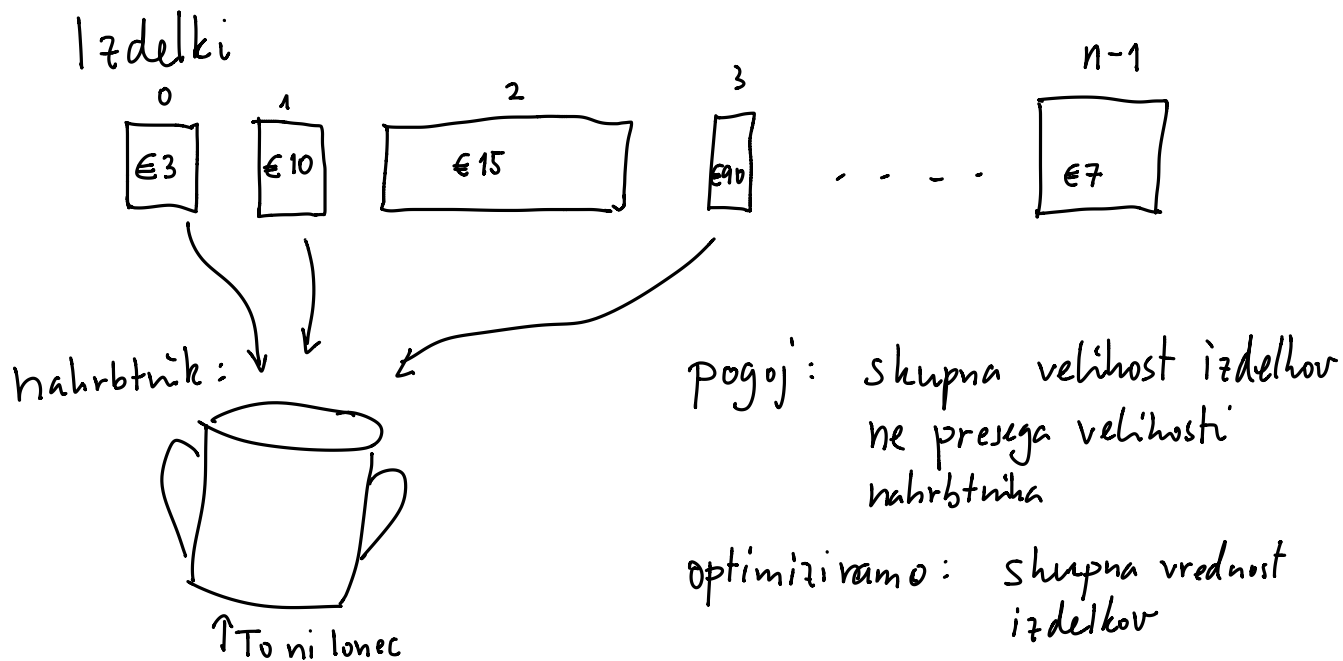 Izdelki
0 1 2 3 n-1
€3 €10 €15 €90 . . . . €7
nahrbtnik:
pogoj: skupna velikost izdelkov
ne presega velikosti
nahrbtnika
optimiziramo: skupna vrednost
izdelkov
↑ To ni lonec